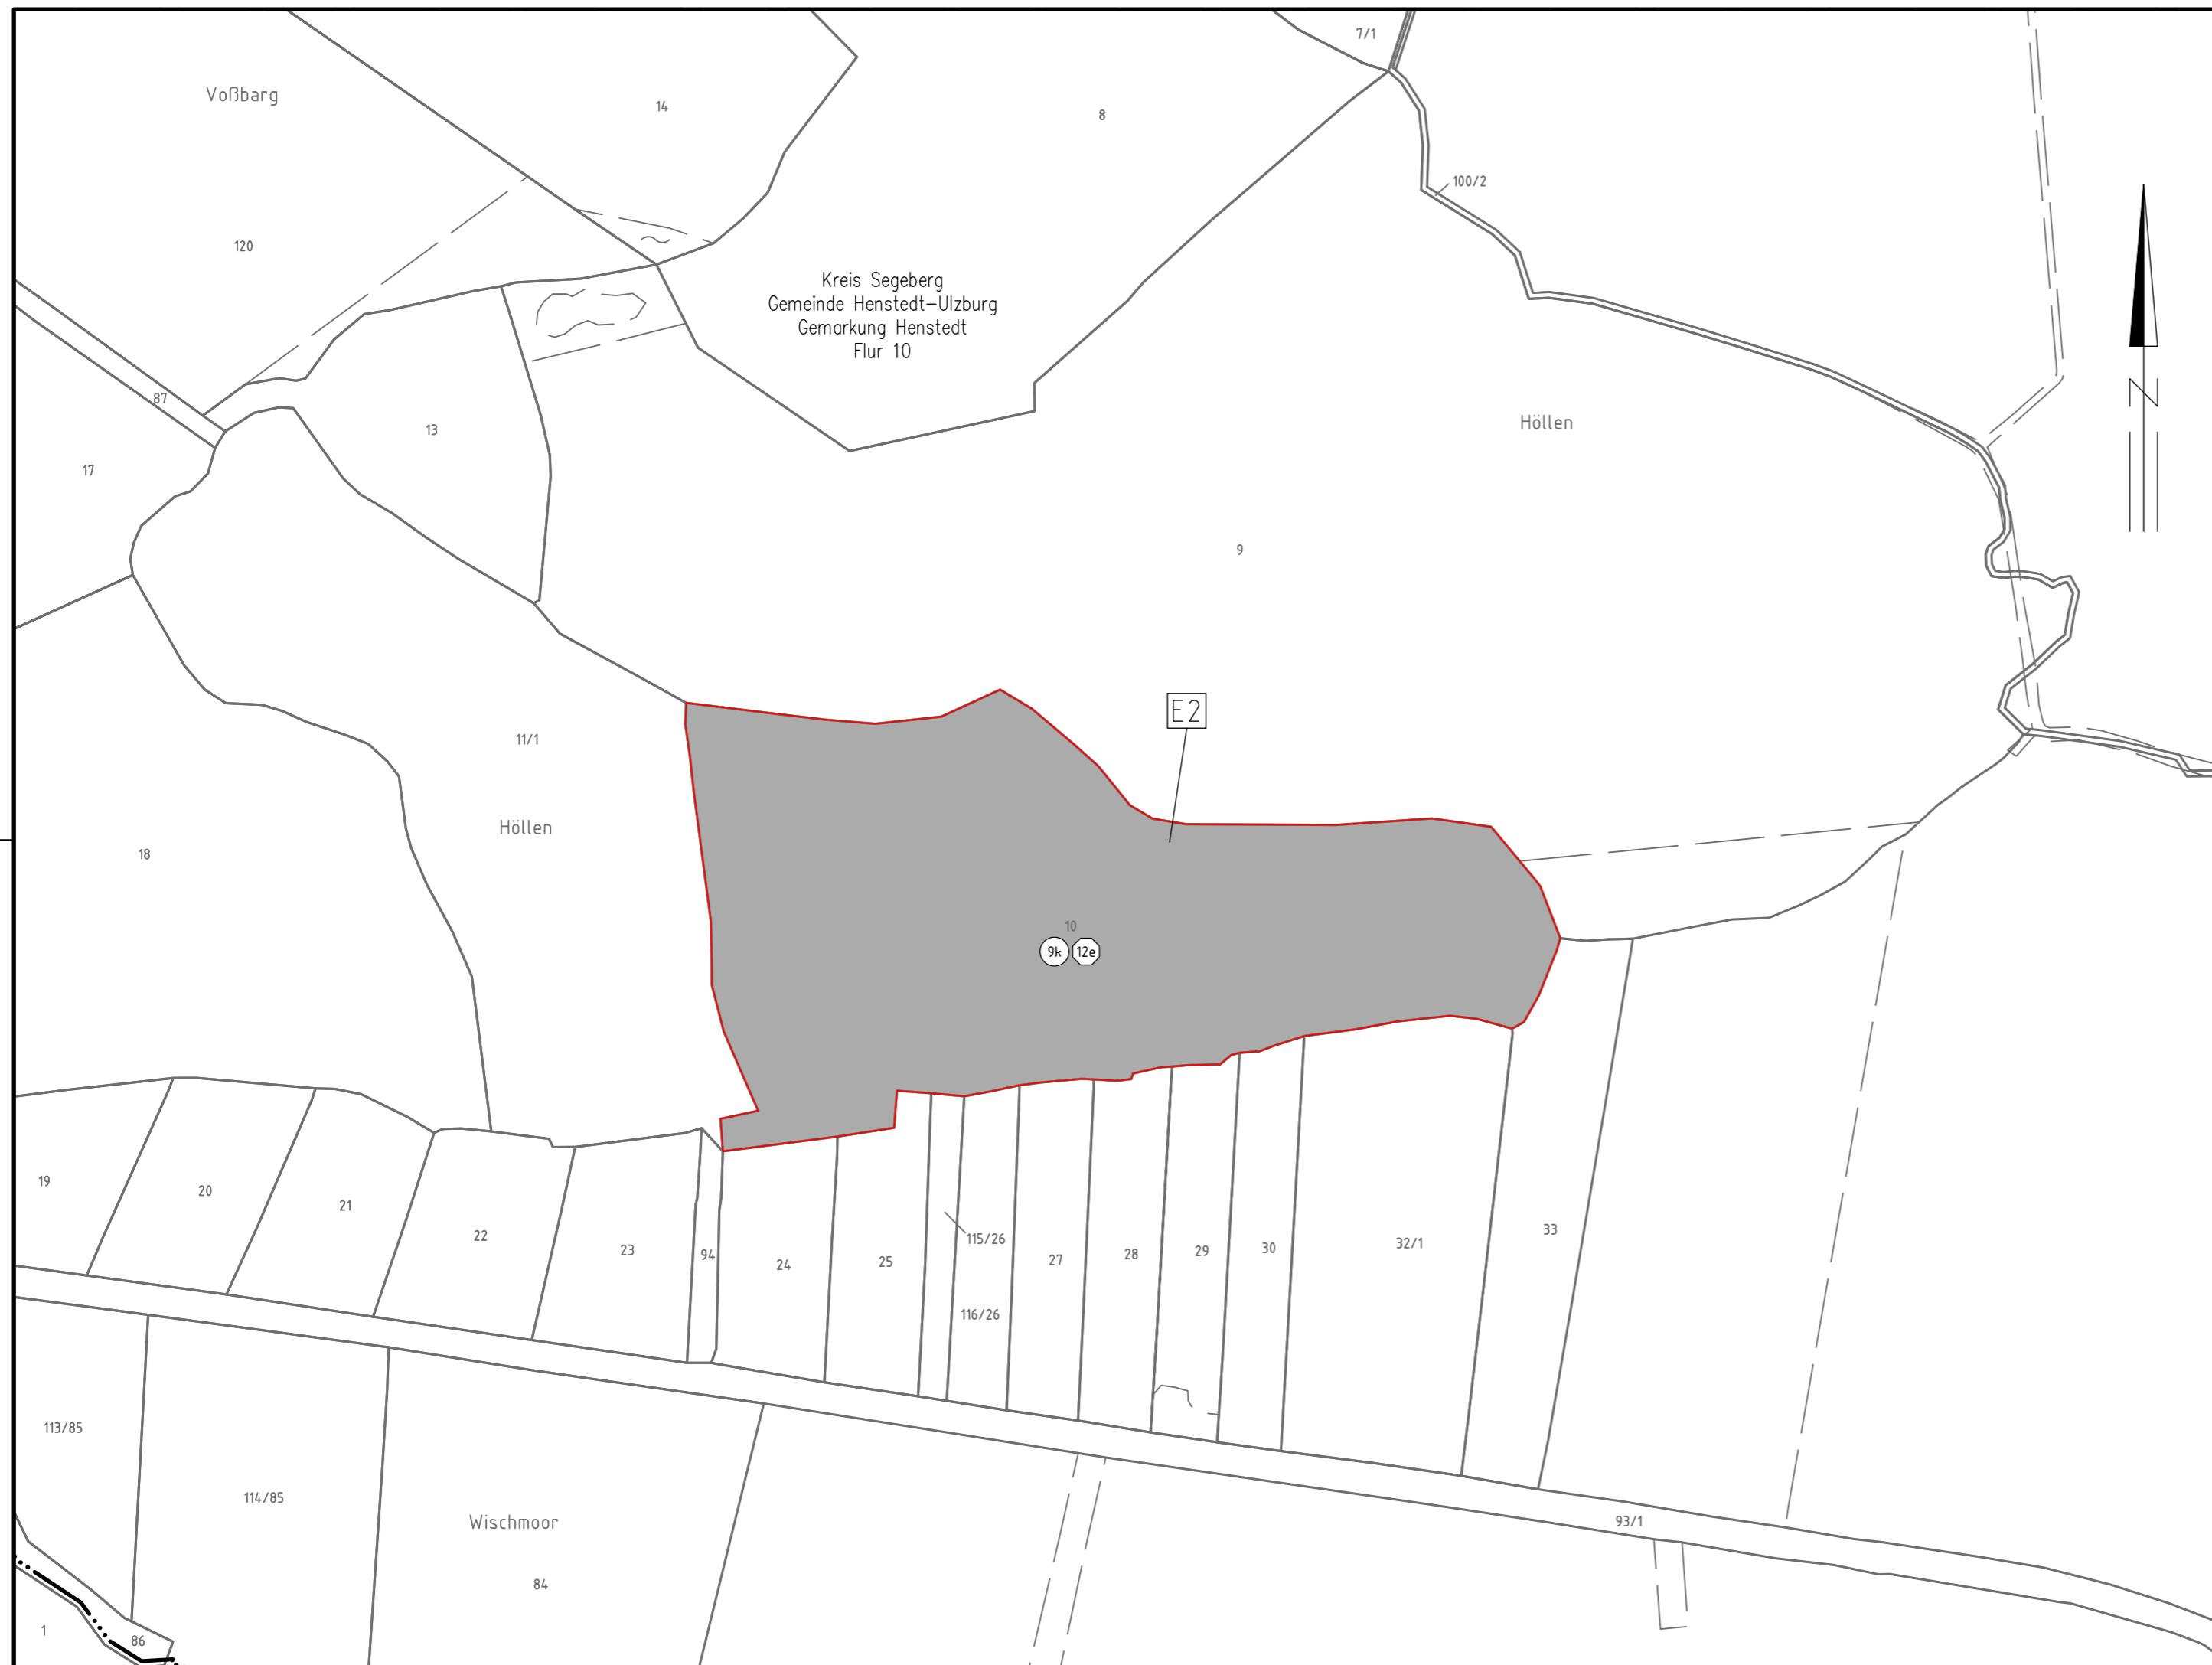 7/1
Voßbarg
14
8
100/2
120
Kreis Segeberg
Gemeinde Henstedt-Ulzburg
Gemarkung Henstedt
Flur 10
N
87
13
Höllen
17
9
E2
11/1
Höllen
18
10
9k
12e
19
20
21
22
23
94
24
25
115/26
116/26
27
28
29
30
32/1
33
113/85
114/85
Wischmoor
93/1
84
1
86